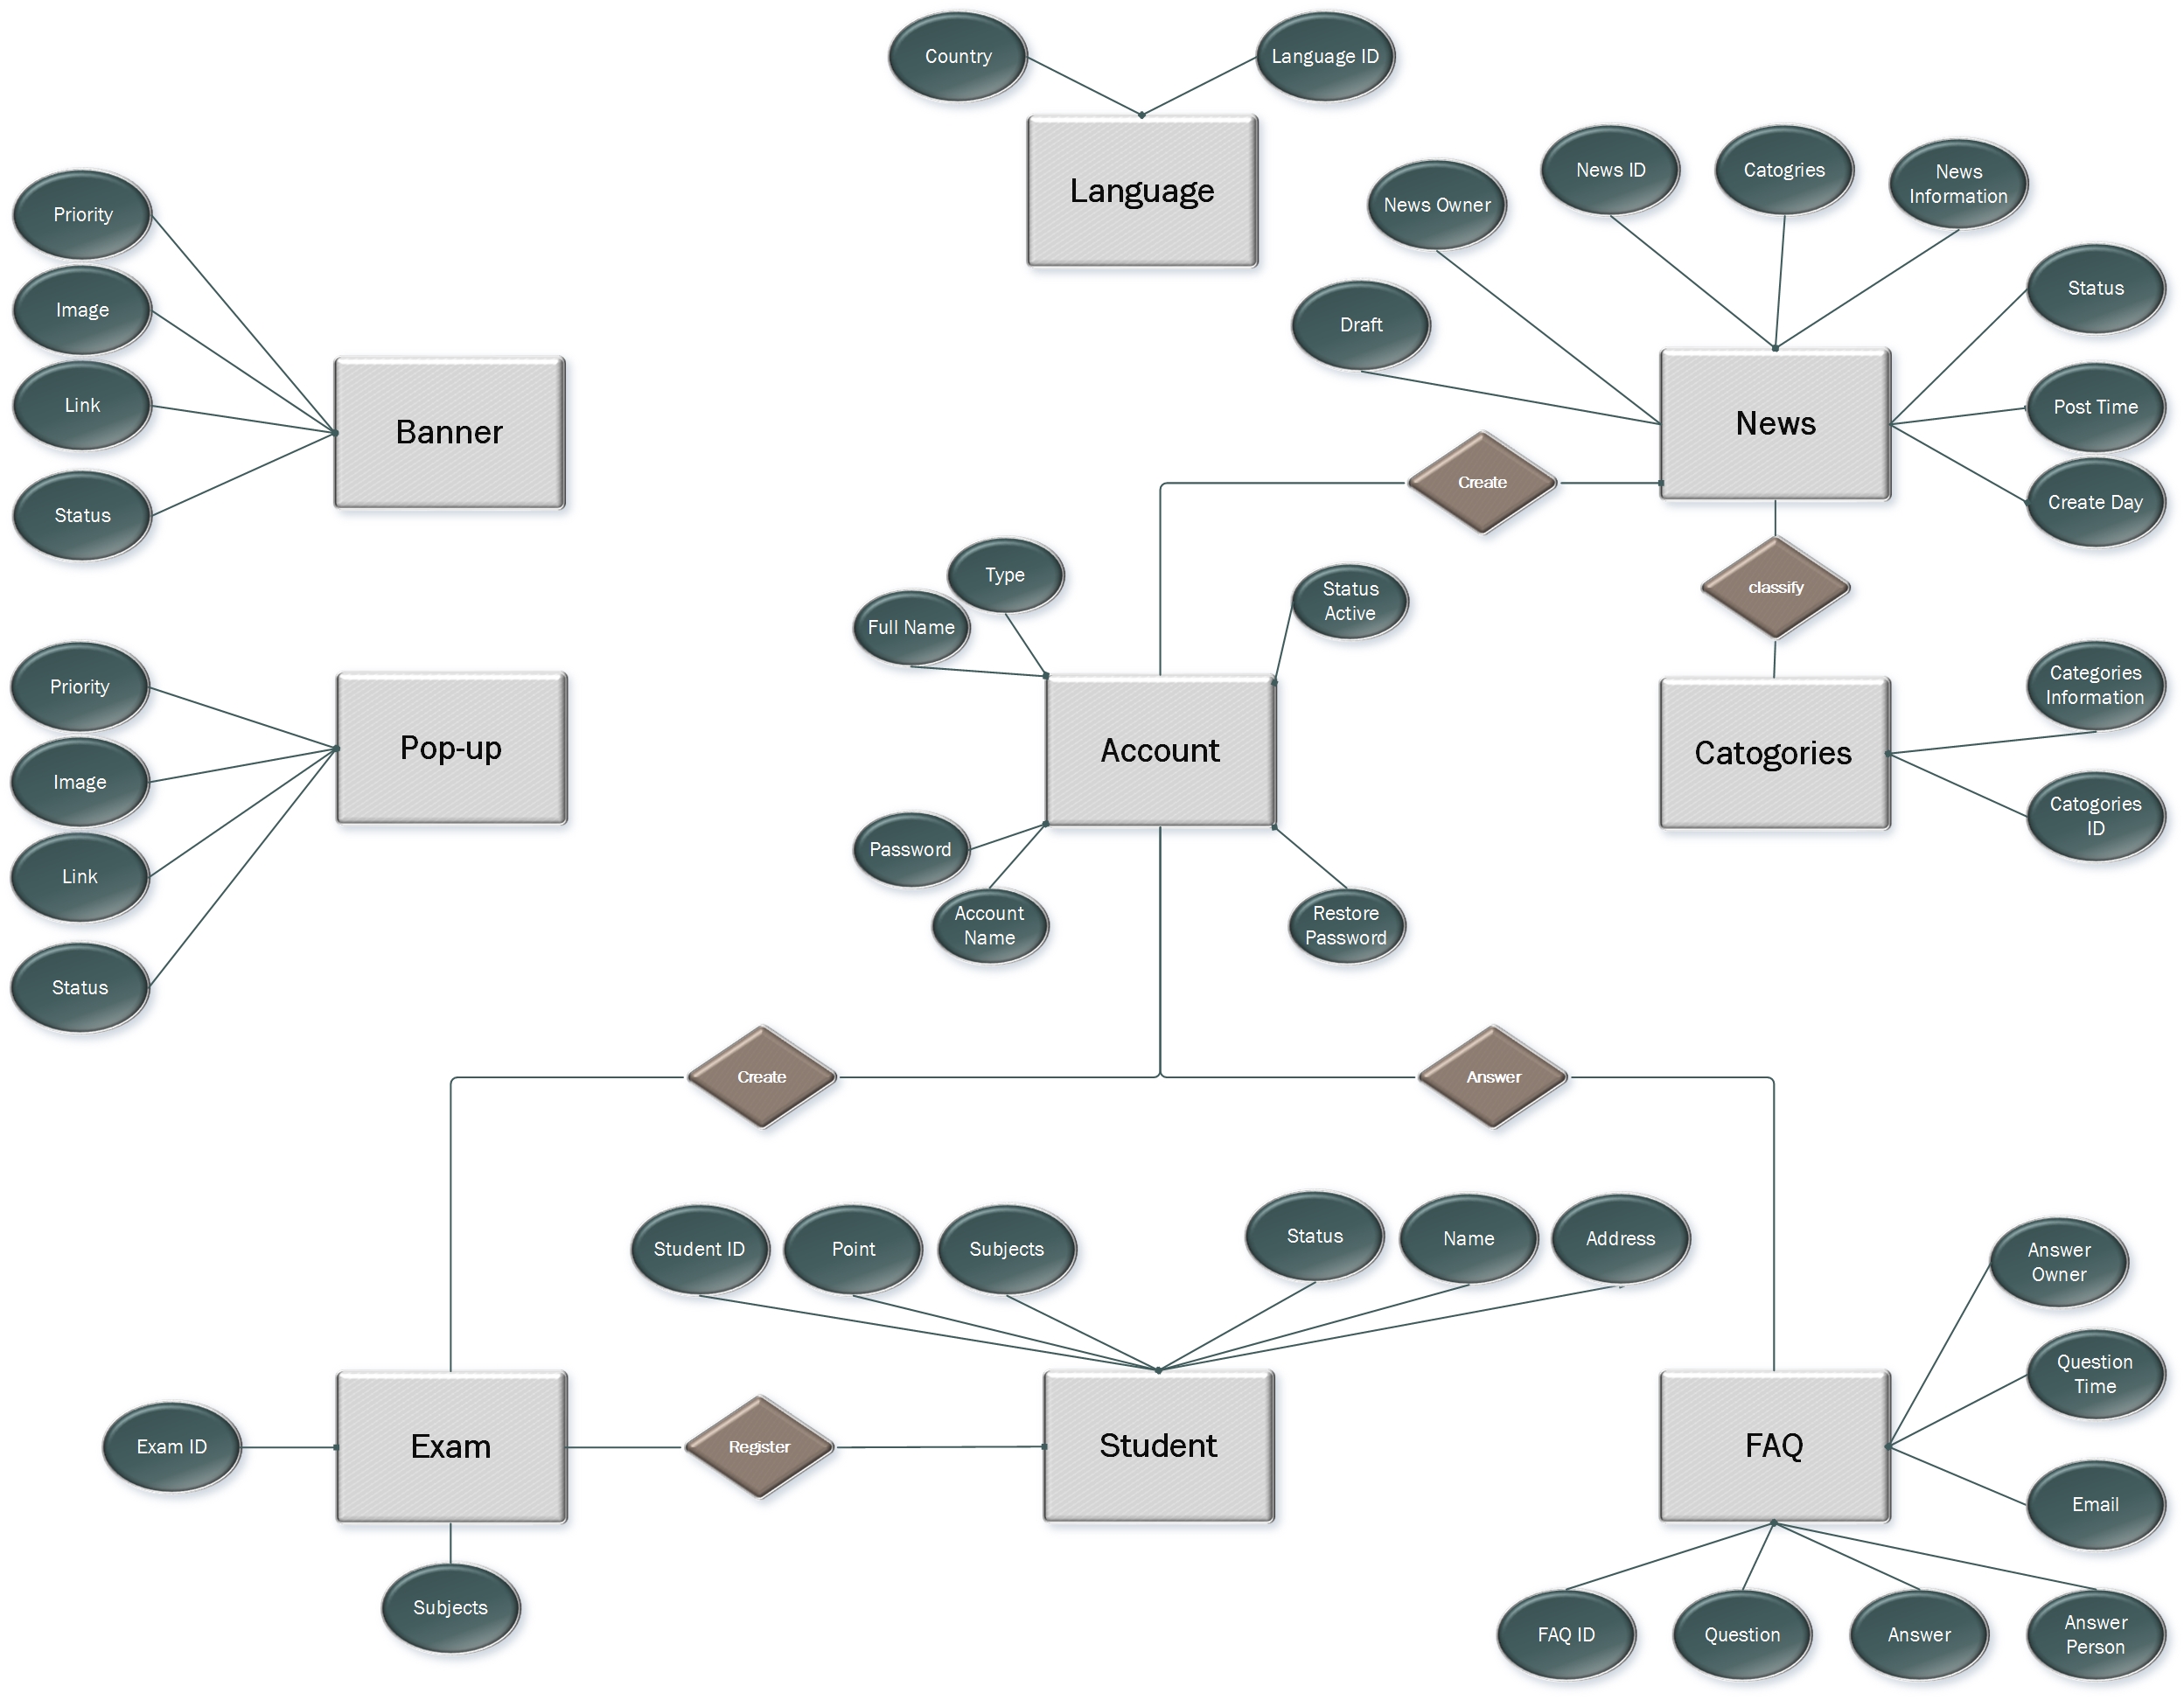 Country
Language ID
Language
News ID
Catogries
News
Information
News Owner
Priority
Status
Image
Draft
Link
Post Time
News
Banner
Create
Create Day
Status
Type
classify
Status
Active
Full Name
Priority
Categories
Information
Pop-up
Account
Catogories
Image
Catogories
ID
Password
Link
Account
Name
Restore
Password
Status
Create
Answer
Student ID
Point
Subjects
Status
Name
Address
Answer
Owner
Question
Time
Exam ID
Exam
Register
Student
FAQ
Email
Subjects
FAQ ID
Question
Answer
Answer
Person